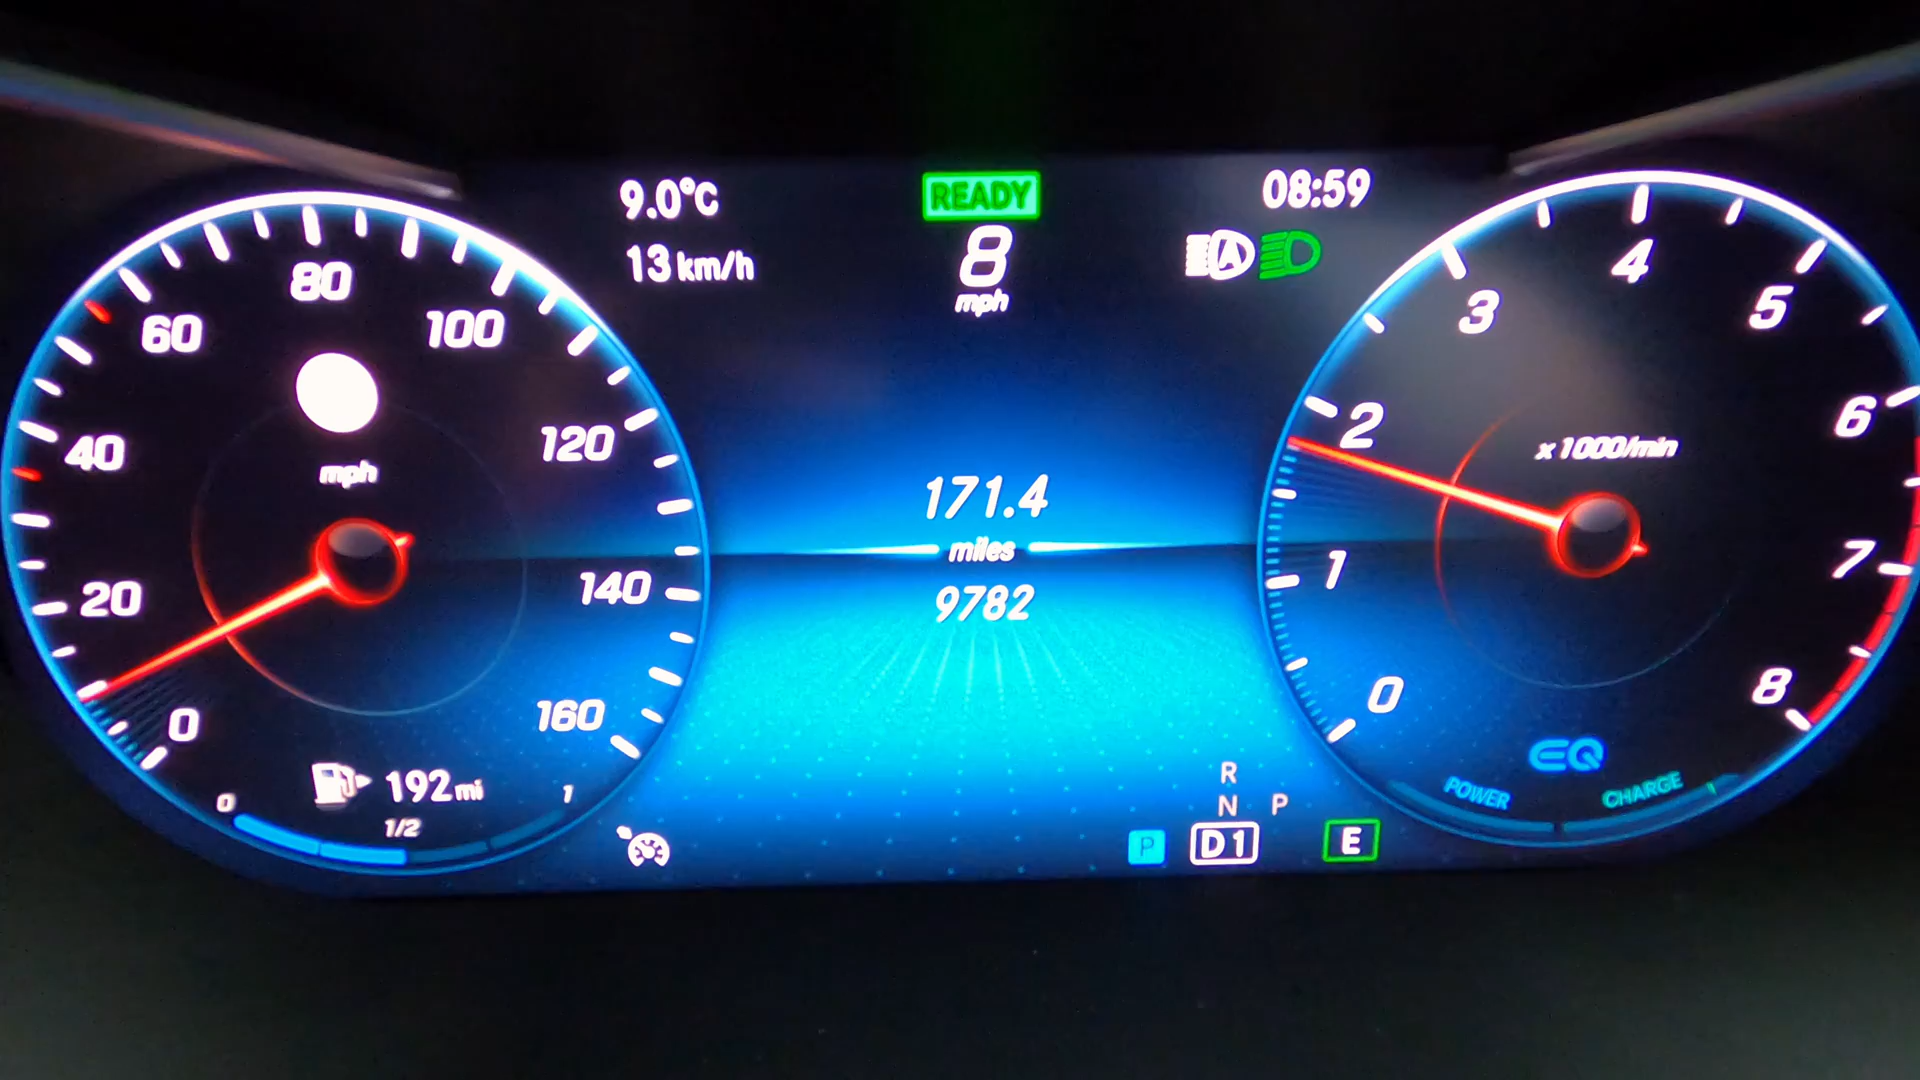 9.0°C
READY
08:59
13 km/h
8
mph
A
0
20
40
60
80
100
120
140
160
mph
192 mi
0
1/2
1
171.4
miles
9782
0
1
2
3
4
5
6
7
8
x 1000/min
EQ
POWER
CHARGE
R
N P
P
D1
E